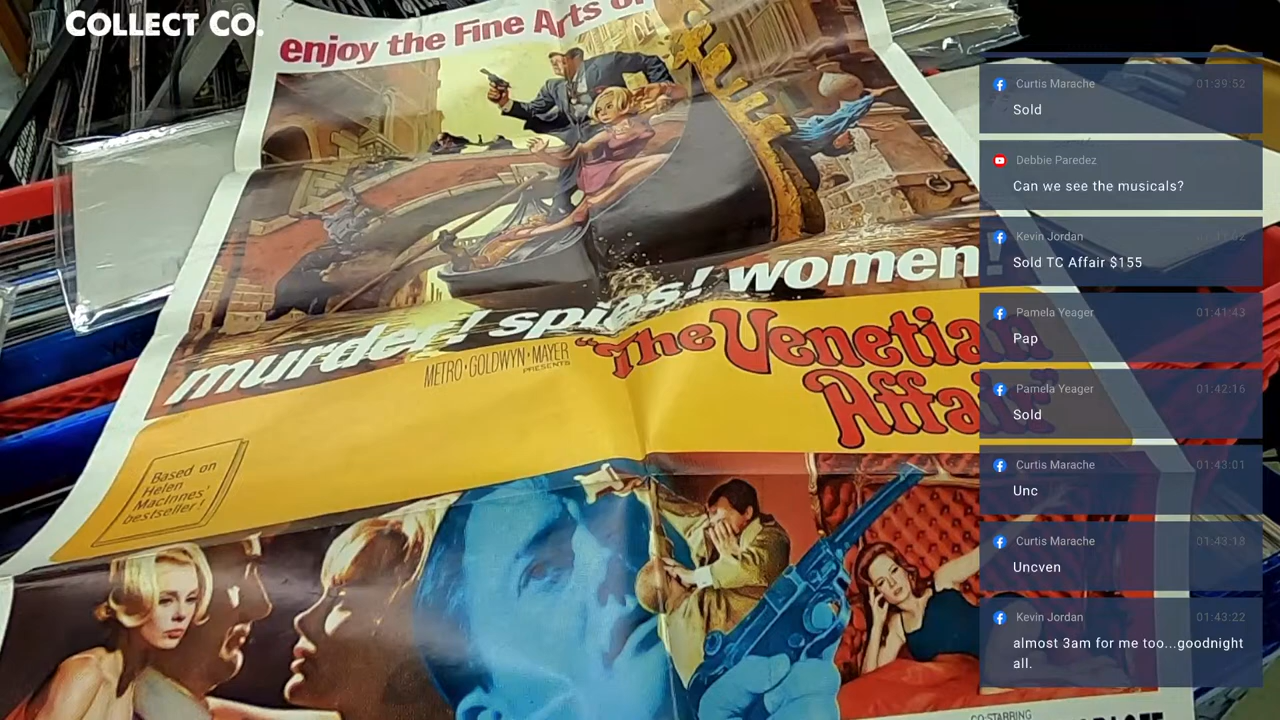 COLLECT CO.
enjoy the Fine Arts of
murder! spies! women!
METRO·GOLDWYN·MAYER
PRESENTS
"The Venetian
Affair
Based on
Helen
MacInnes'
bestseller!
CO-STARRING
Curtis Marache 01:39:52
Sold
Debbie Paredez
Can we see the musicals?
Kevin Jordan
Sold TC Affair $155
Pamela Yeager 01:41:43
Pap
Pamela Yeager 01:42:16
Sold
Curtis Marache 01:43:01
Unc
Curtis Marache 01:43:18
Uncven
Kevin Jordan 01:43:22
almost 3am for me too...goodnight
all.